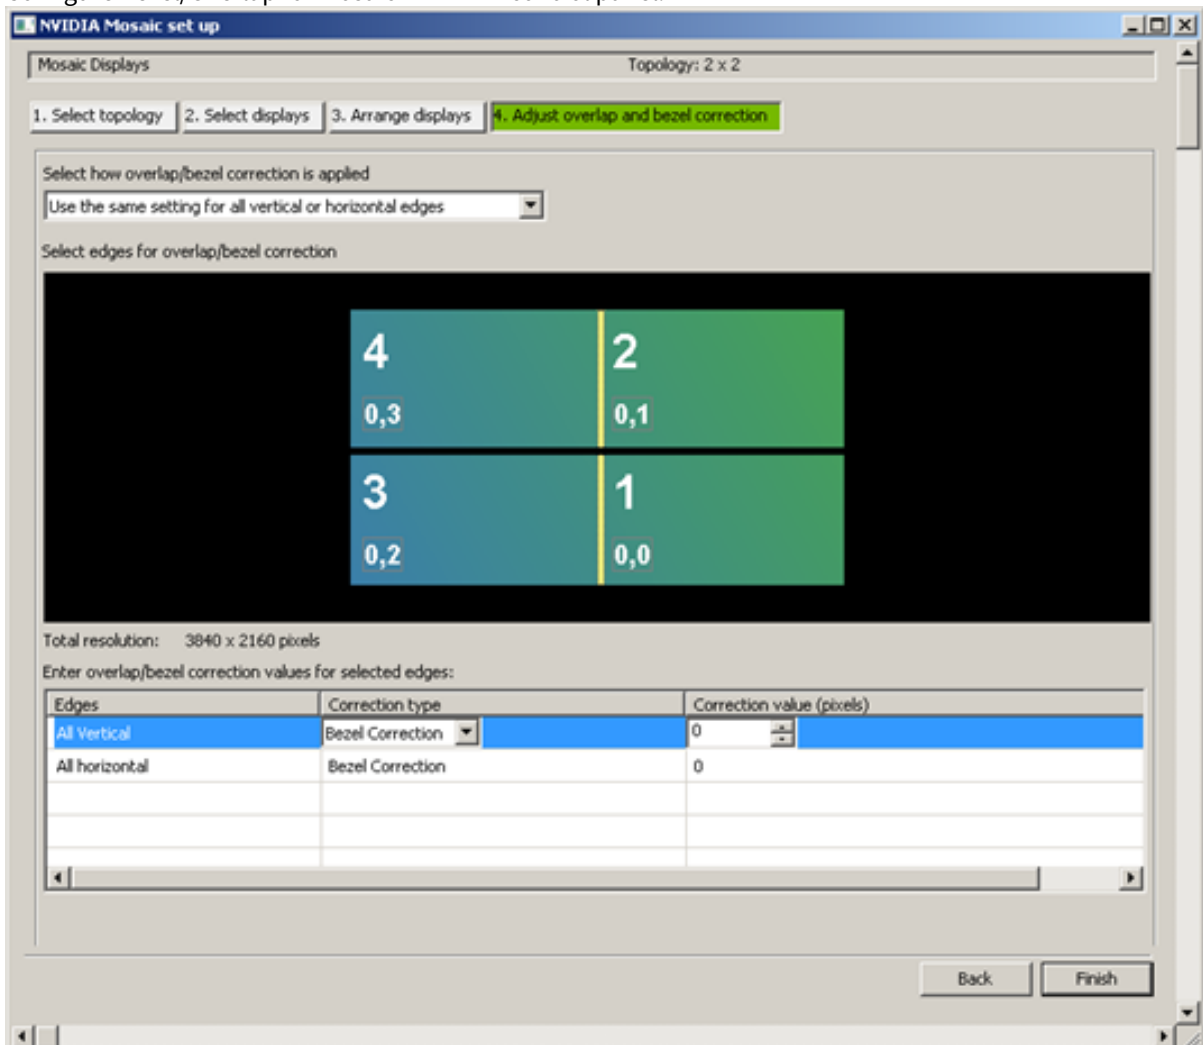 NVIDIA Mosaic set up
Mosaic Displays Topology: 2 x 2
1. Select topology 2. Select displays 3. Arrange displays 4. Adjust overlap and bezel correction
Select how overlap/bezel correction is applied
Use the same setting for all vertical or horizontal edges
Select edges for overlap/bezel correction
4 2
0,3 0,1
3 1
0,2 0,0
Total resolution: 3840 x 2160 pixels
Enter overlap/bezel correction values for selected edges:
Edges Correction type Correction value (pixels)
All Vertical Bezel Correction 0
All horizontal Bezel Correction 0
Back Finish